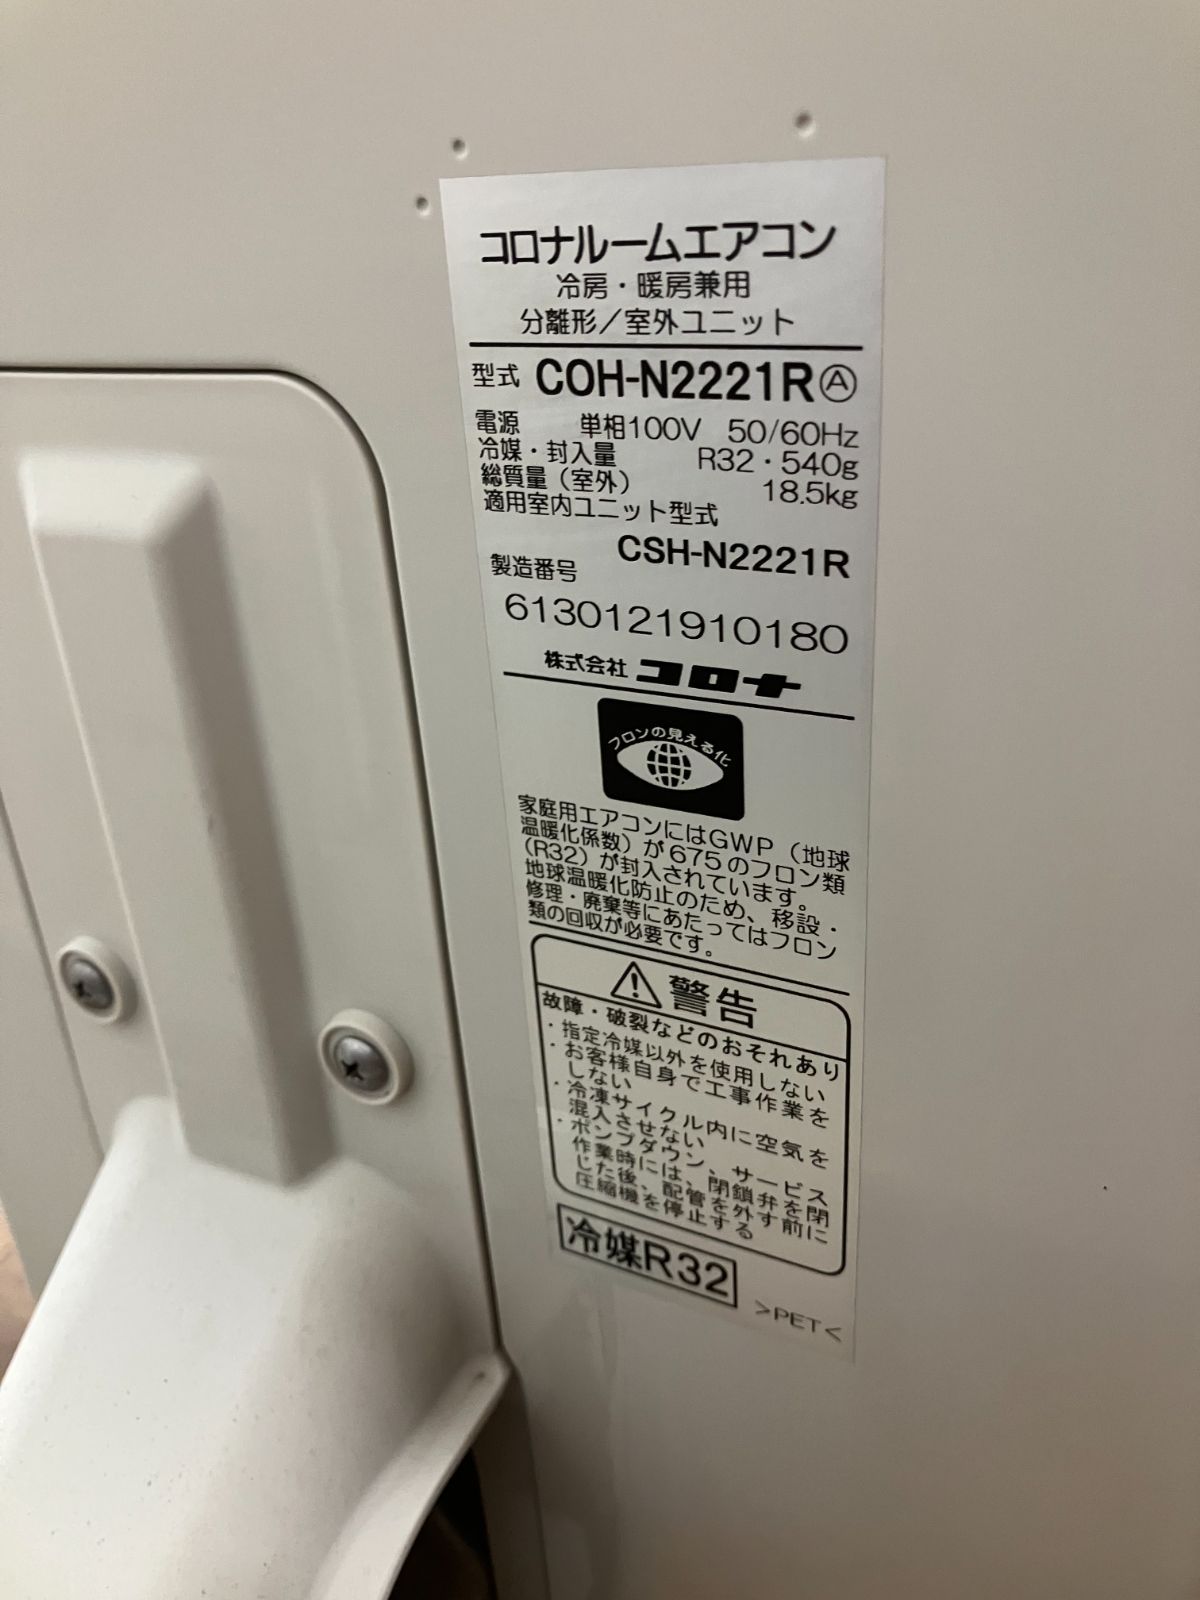 コロナルームエアコン
冷房・暖房兼用
分離形／室外ユニット
型式 COH-N2221RⒶ
電源 単相100V 50/60Hz
冷媒・封入量 R32・540g
総質量（室外） 18.5kg
適用室内ユニット型式
CSH-N2221R
製造番号
6130121910180
株式会社 コロナ
フロンの見える化
家庭用エアコンにはGWP（地球
温暖化係数）が675のフロン類
（R32）が封入されています。
地球温暖化防止のため、移設・
修理・廃棄等にあたってはフロン
類の回収が必要です。
警告
故障・破裂などのおそれあり
・指定冷媒以外を使用しない
・お客様自身で工事作業を
しない
・冷凍サイクル内に空気を
混入させない
・ポンプダウン、サービス
作業時には、閉鎖弁を閉
じた後、配管を外す前に
圧縮機を停止する
冷媒R32
>PET<